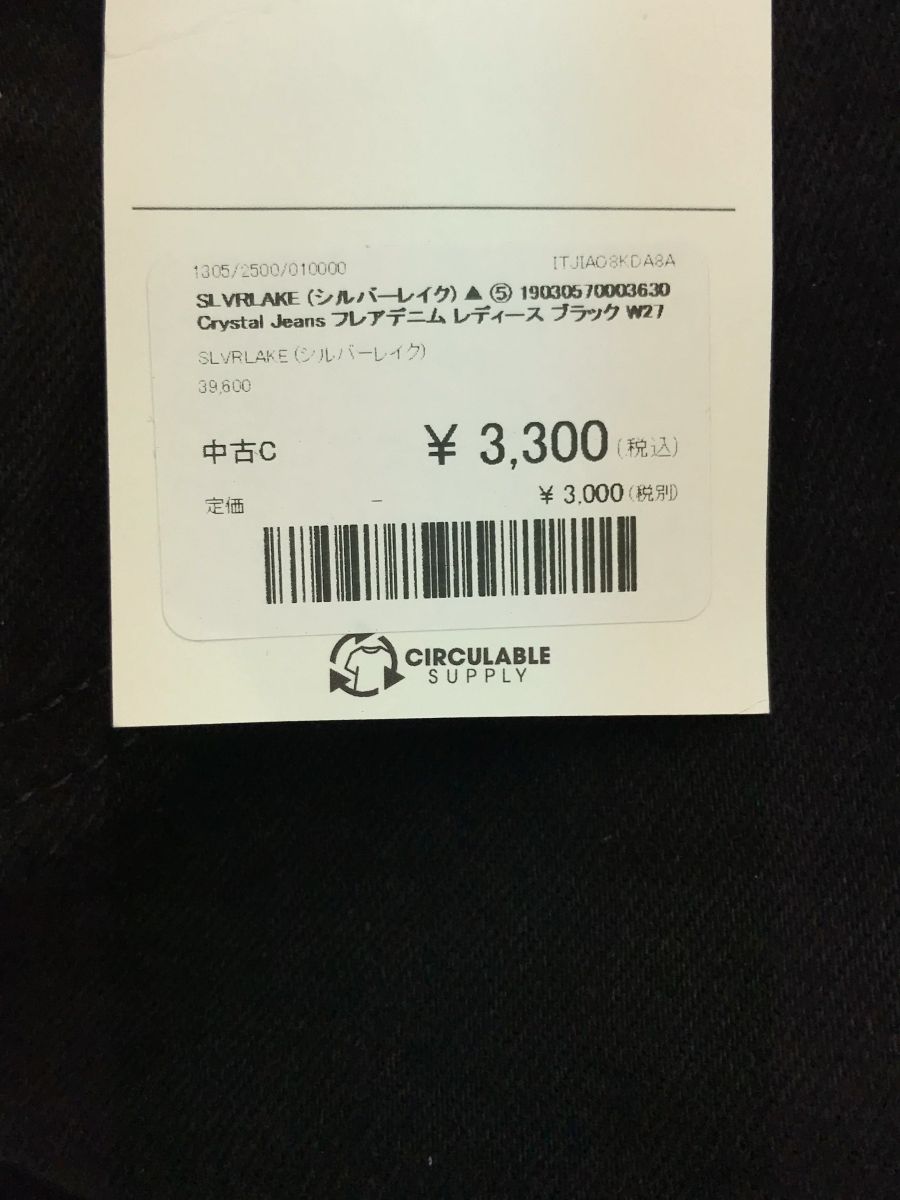 1305/2500/010000 ITJIAO8KDA8A
SLVRLAKE (シルバーレイク) ▲ ⑤ 19030570003630
Crystal Jeans フレアデニム レディース ブラック W27
SLVRLAKE (シルバーレイク)
39,600
中古C ¥ 3,300 (税込)
定価 − ¥ 3,000 (税別)
CIRCULABLE
SUPPLY